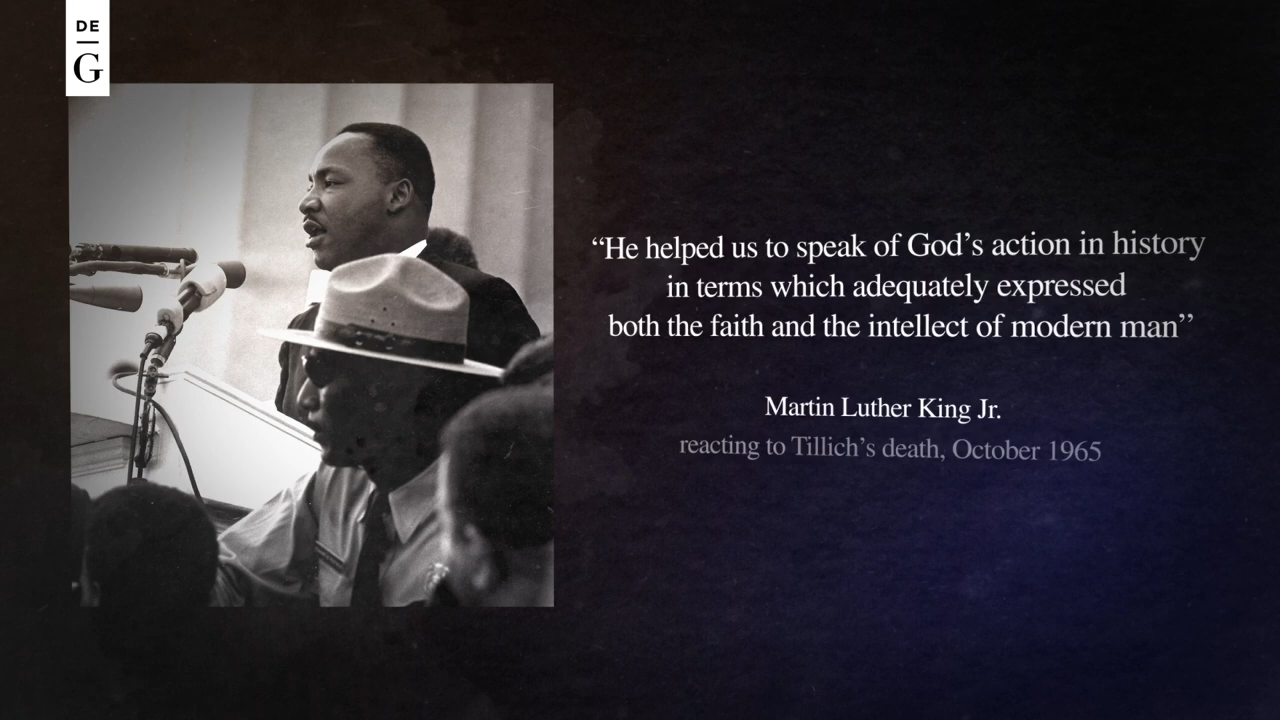 DE
G
“He helped us to speak of God’s action in history
in terms which adequately expressed
both the faith and the intellect of modern man”
Martin Luther King Jr.
reacting to Tillich’s death, October 1965